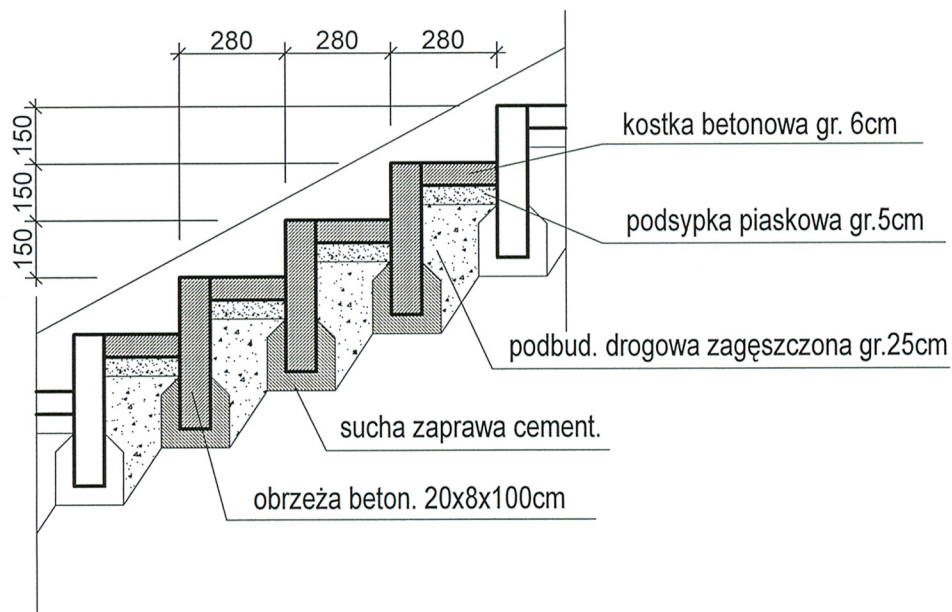 280
280
280
150
150
150
kostka betonowa gr. 6cm
podsypka piaskowa gr.5cm
podbud. drogowa zagęszczona gr.25cm
sucha zaprawa cement.
obrzeża beton. 20x8x100cm